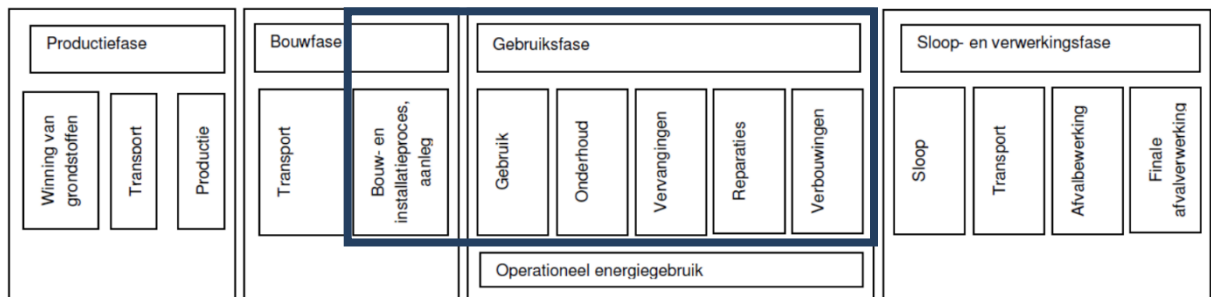 Productiefase
Bouwfase
Gebruiksfase
Sloop- en verwerkingsfase
Winning van
grondstoffen
Transport
Productie
Transport
Bouw- en
installatieproces,
aanleg
Gebruik
Onderhoud
Vervangingen
Reparaties
Verbouwingen
Sloop
Transport
Afvalbewerking
Finale
afvalverwerking
Operationeel energiegebruik